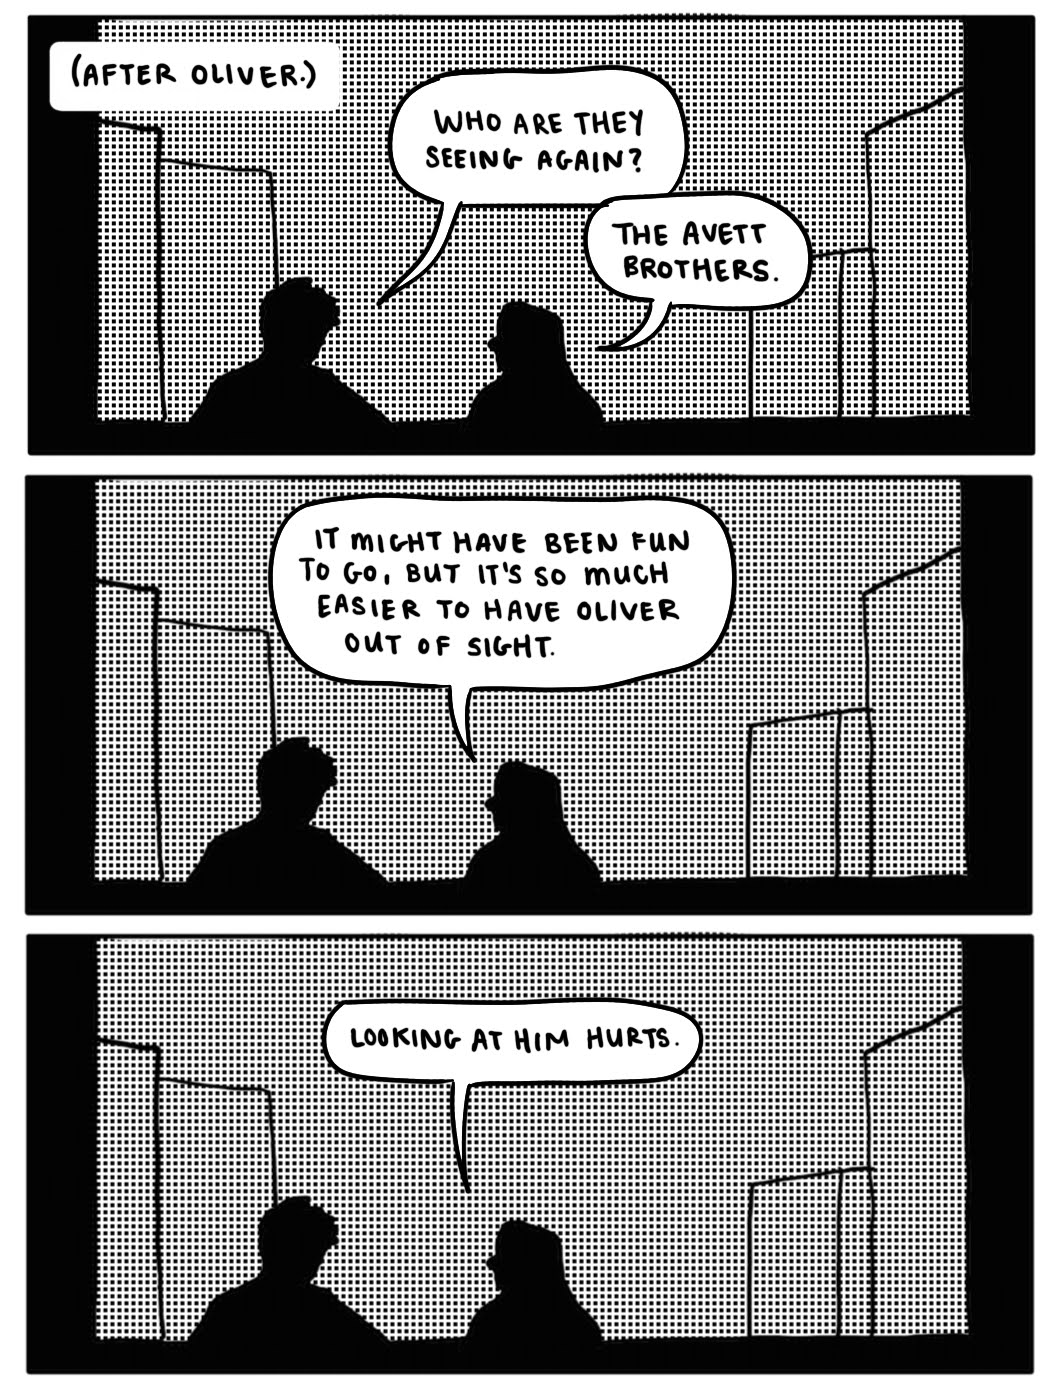 (AFTER OLIVER.)
WHO ARE THEY
SEEING AGAIN?
THE AVETT
BROTHERS.
IT MIGHT HAVE BEEN FUN
TO GO, BUT IT'S SO MUCH
EASIER TO HAVE OLIVER
OUT OF SIGHT.
LOOKING AT HIM HURTS.